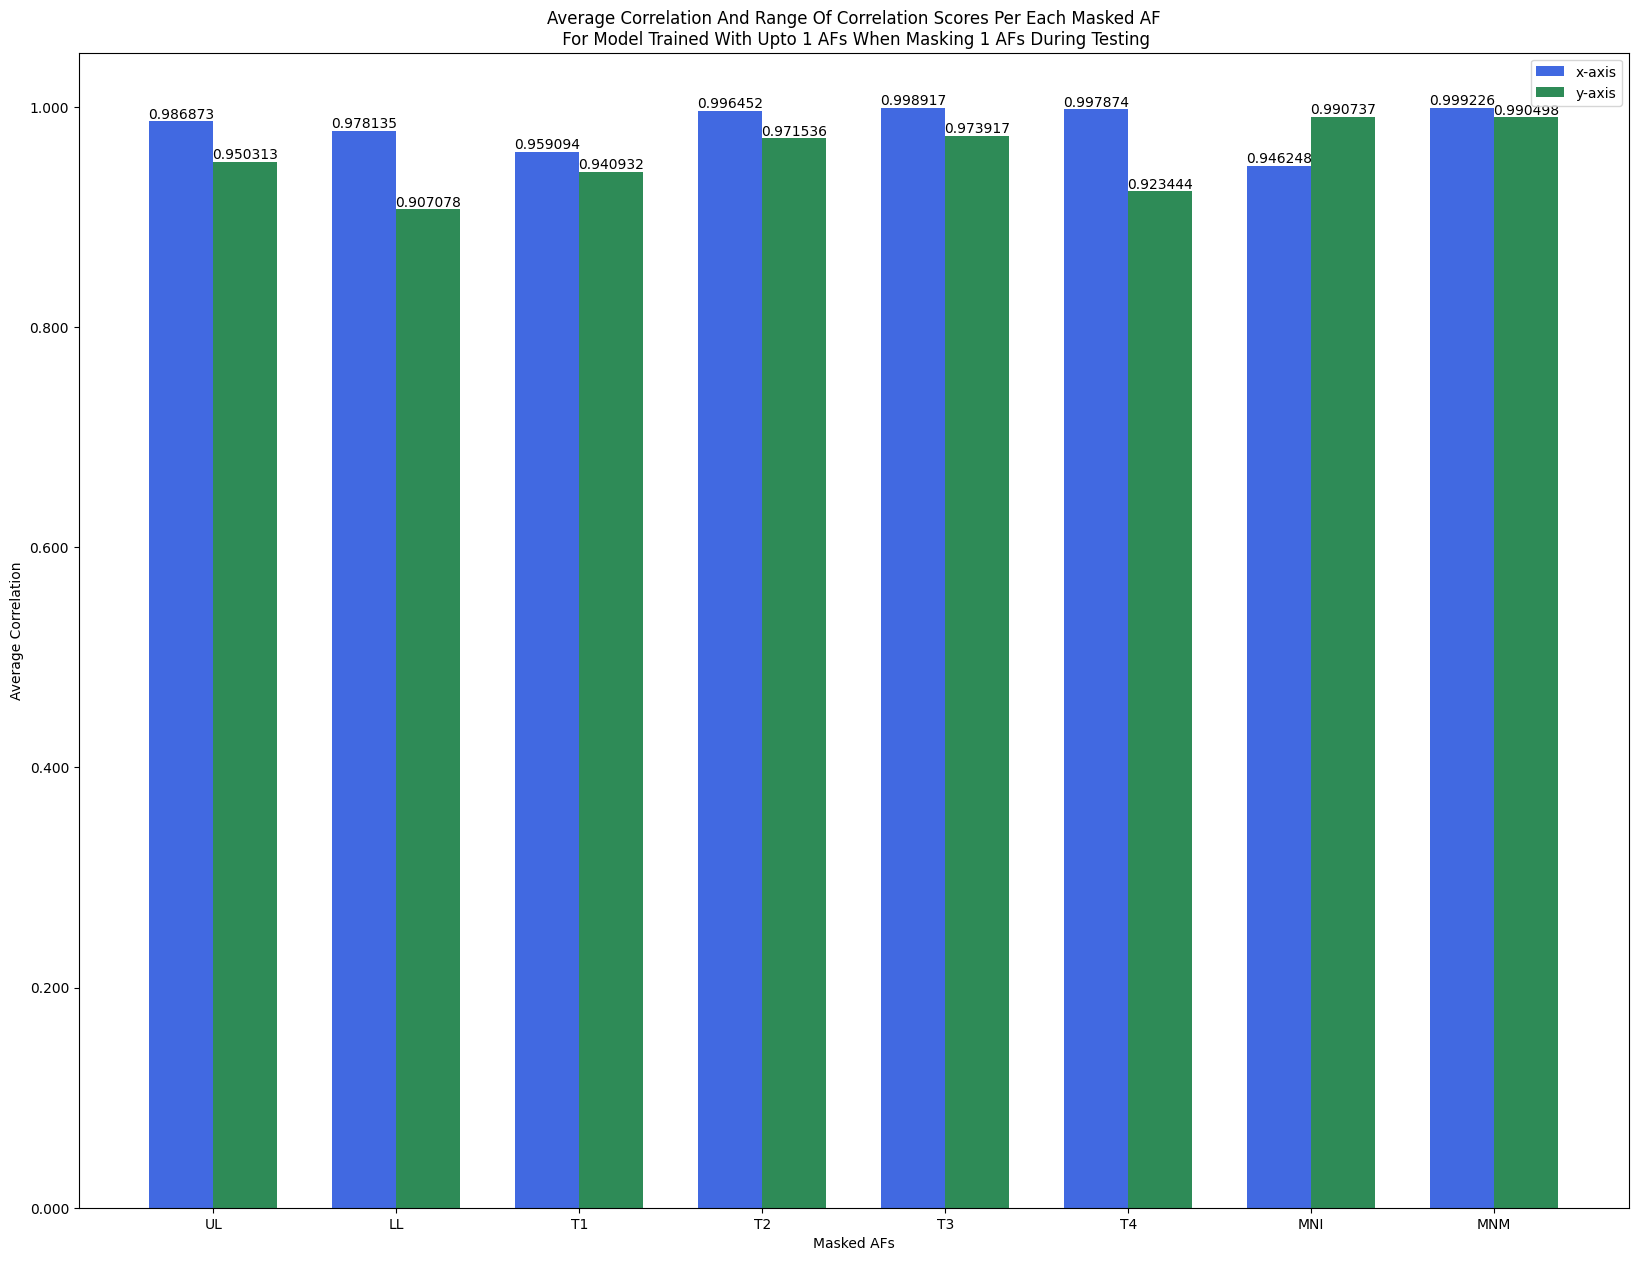 Average Correlation And Range Of Correlation Scores Per Each Masked AF
For Model Trained With Upto 1 AFs When Masking 1 AFs During Testing
x-axis
y-axis
1.000
0.800
0.600
0.400
0.200
0.000
Average Correlation
0.986873
0.950313
0.978135
0.907078
0.959094
0.940932
0.996452
0.971536
0.998917
0.973917
0.997874
0.923444
0.946248
0.990737
0.999226
0.990498
UL
LL
T1
T2
T3
T4
MNI
MNM
Masked AFs